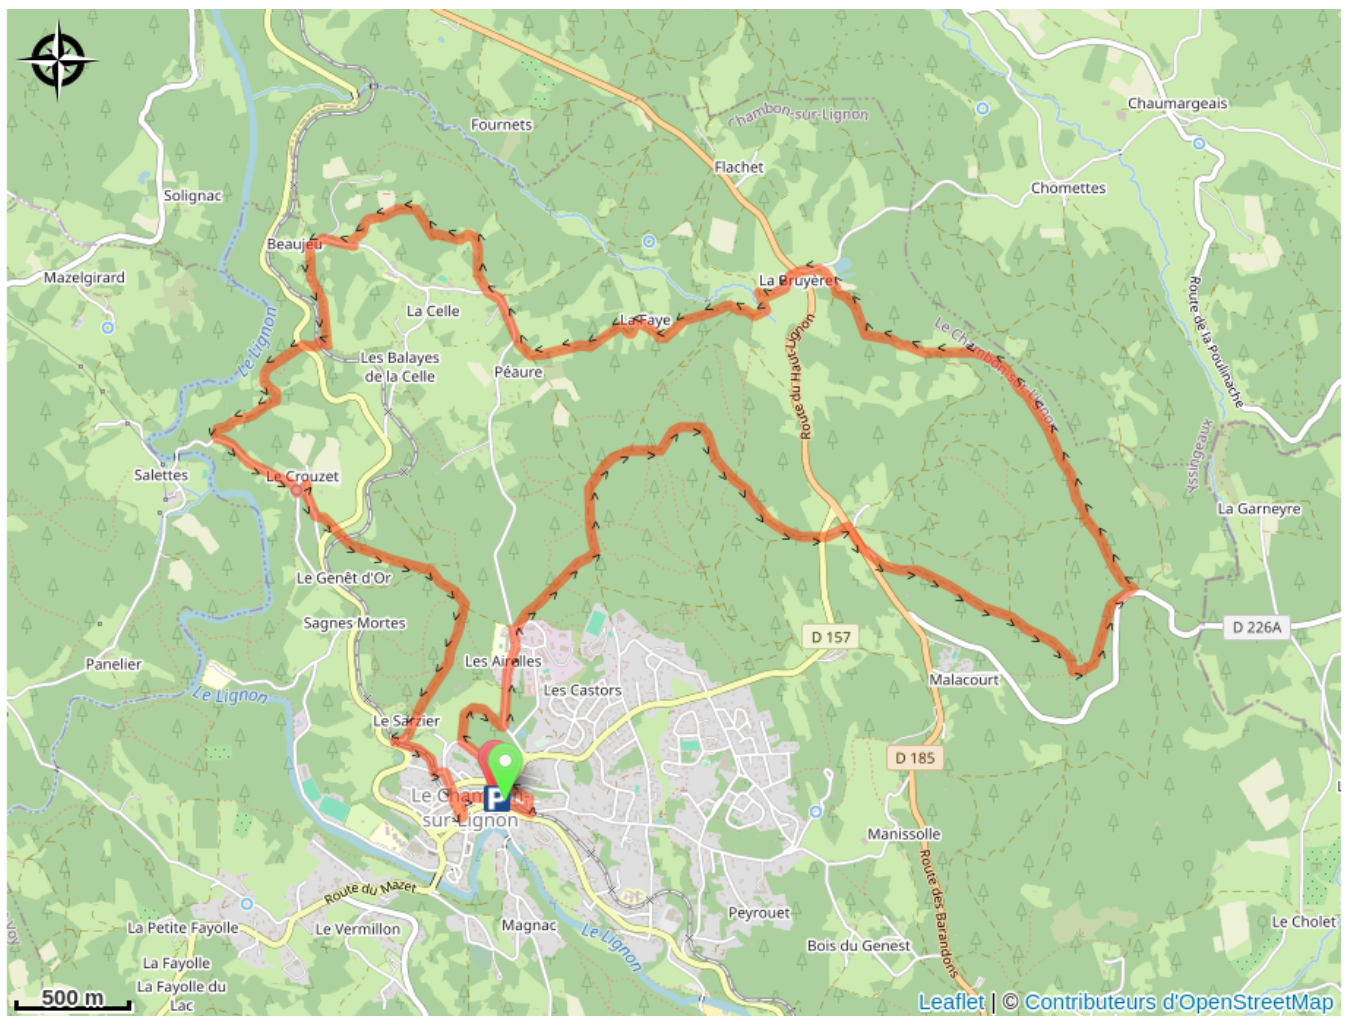 Chaumargeais
Chambon-sur-Lignon
Fournets
Flachet
Chomettes
Solignac
Beaujeu
Mazelgirard
La Bruyère
Route de la Poulinache
La Celle
La Faye
Le Lignon
Route du Haut-Lignon
Le Chambon-sur-Lignon
Les Balayes
de la Celle
Péaure
Yssingeaux
Salettes
Le Crouzet
La Garneyre
Le Genêt d'Or
Sagnes Mortes
D 157
D 226A
Panelier
Les Airelles
Malacourt
Les Castors
Le Lignon
Le Sarzier
D 185
P
sur-Lignon
Manissolle
Route du Mazet
Route des Barandons
Peyrouet
La Petite Fayolle
Le Vermillon
Magnac
Le Lignon
Bois du Genest
Le Cholet
La Fayolle
La Fayolle du
Lac
500 m
Leaflet | © Contributeurs d'OpenStreetMap